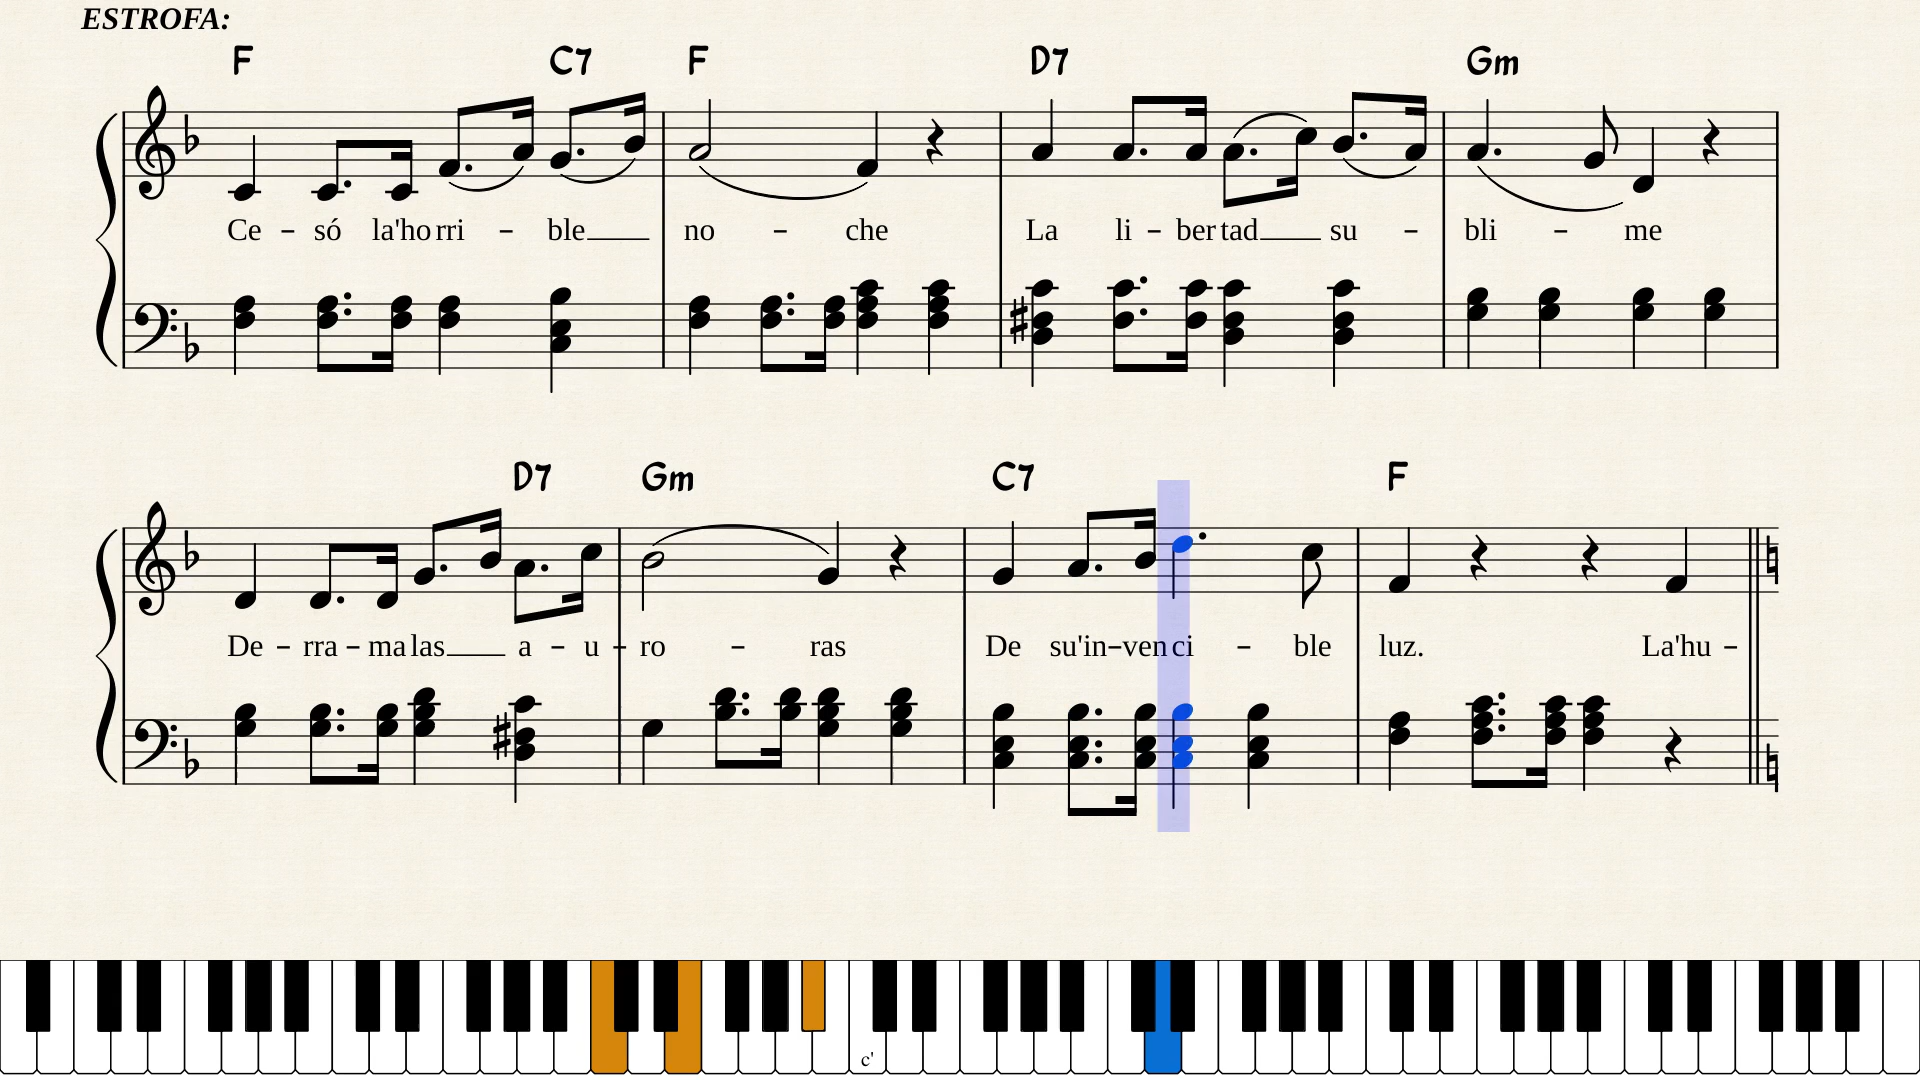 ESTROFA:
F C7 F D7 Gm
Ce - só la'ho rri - ble no - che La li - ber tad su - bli - me
D7 Gm C7 F
De - rra - ma las a - u - ro - ras De su'in-ven ci - ble luz. La'hu -
c'